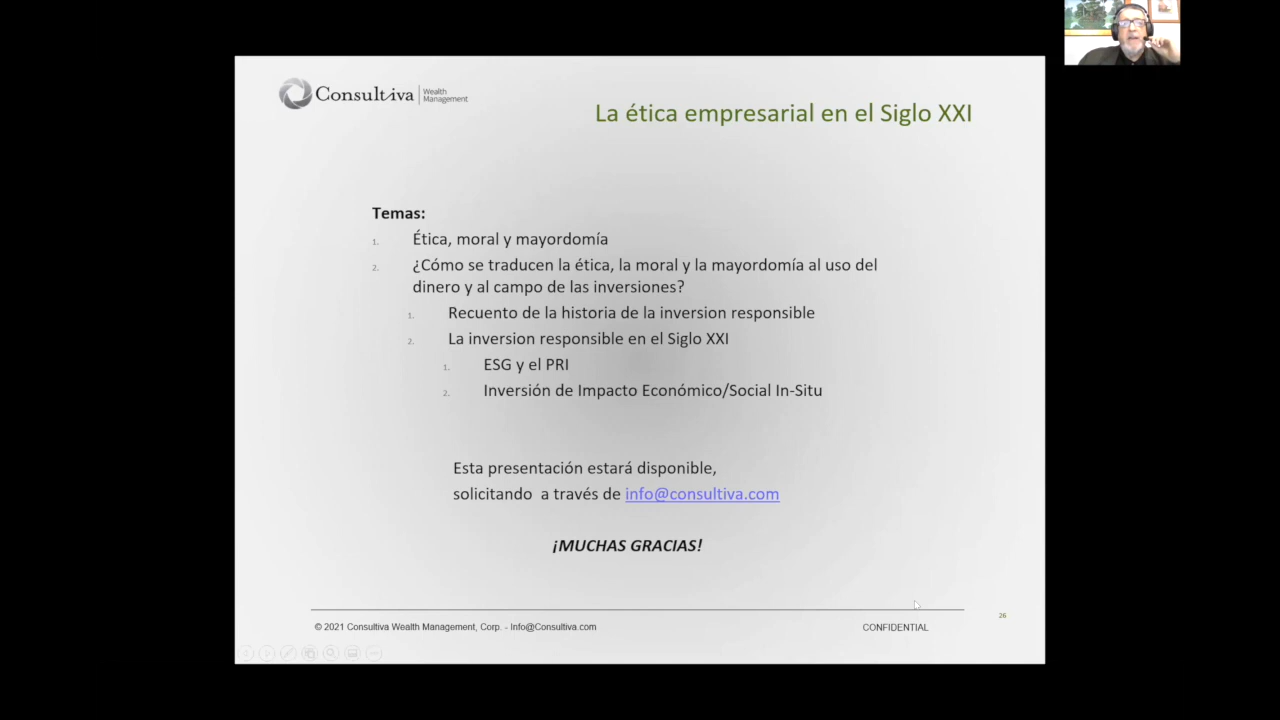 Consultiva
Wealth
Management
La ética empresarial en el Siglo XXI
Temas:
1. Ética, moral y mayordomía
2. ¿Cómo se traducen la ética, la moral y la mayordomía al uso del
dinero y al campo de las inversiones?
1. Recuento de la historia de la inversion responsible
2. La inversion responsible en el Siglo XXI
1. ESG y el PRI
2. Inversión de Impacto Económico/Social In-Situ
Esta presentación estará disponible,
solicitando a través de info@consultiva.com
¡MUCHAS GRACIAS!
26
© 2021 Consultiva Wealth Management, Corp. - Info@Consultiva.com
CONFIDENTIAL